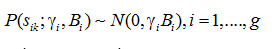 P(s_{ik}; γ_i, B_i) ~ N(0, γ_i B_i), i = 1,...., g